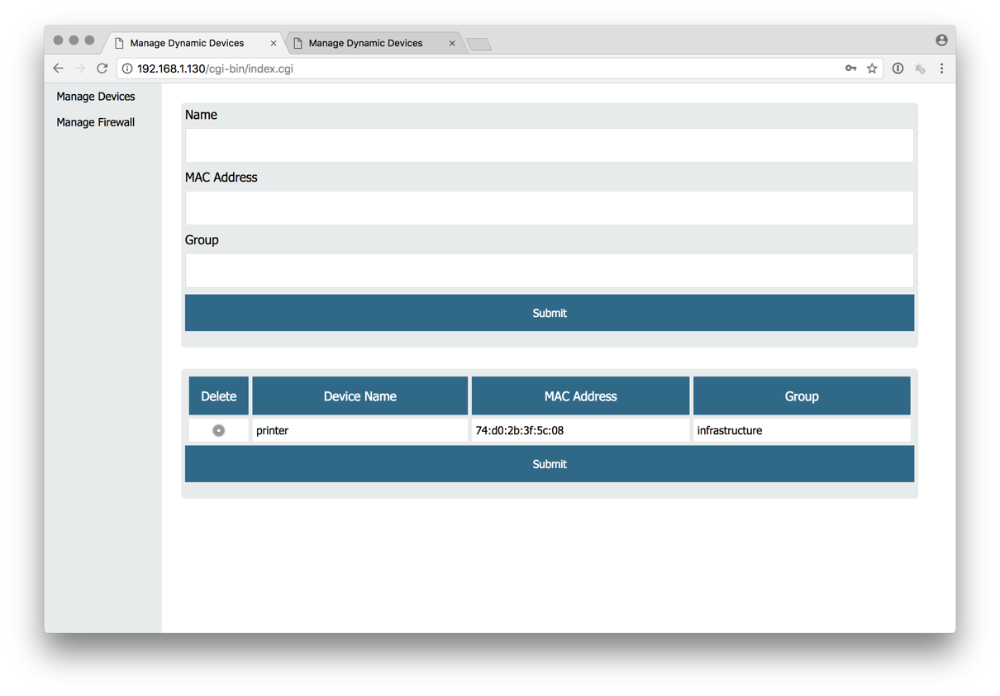 Manage Dynamic Devices
Manage Dynamic Devices
192.168.1.130/cgi-bin/index.cgi
Manage Devices
Manage Firewall
Name
MAC Address
Group
Submit
Delete Device Name MAC Address Group
printer 74:d0:2b:3f:5c:08 infrastructure
Submit